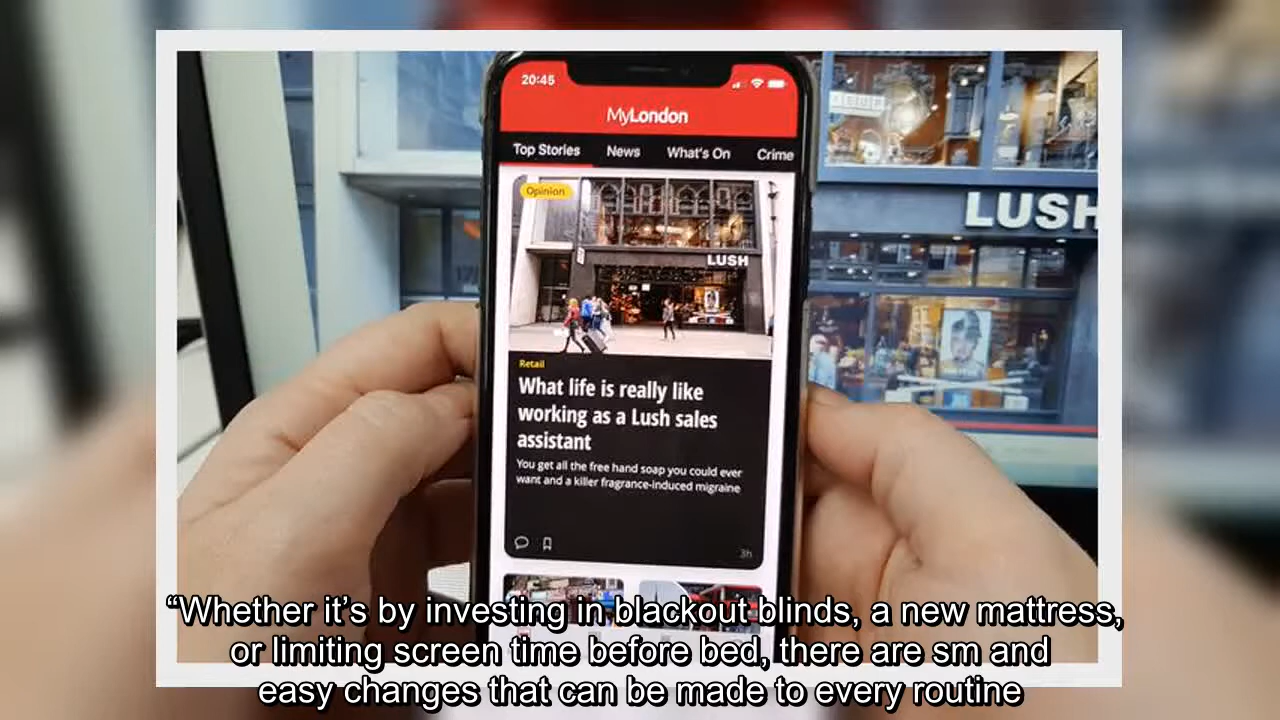 20:45
MyLondon
Top Stories News What's On Crime
Opinion
LUSH
LUSH
Retail
What life is really like
working as a Lush sales
assistant
You get all the free hand soap you could ever
want and a killer fragrance-induced migraine
3h
“Whether it’s by investing in blackout blinds, a new mattress,
or limiting screen time before bed, there are sm and
easy changes that can be made to every routine